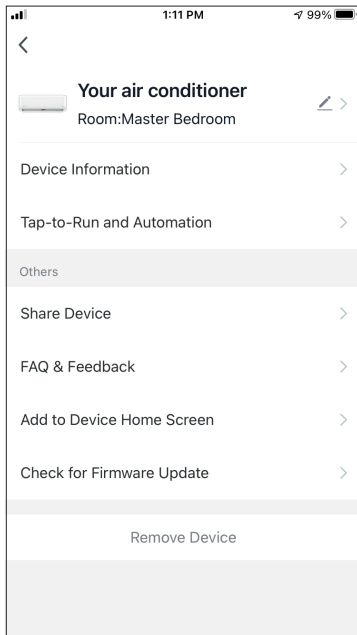 1:11 PM
99%
Your air conditioner
Room:Master Bedroom
Device Information
Tap-to-Run and Automation
Others
Share Device
FAQ & Feedback
Add to Device Home Screen
Check for Firmware Update
Remove Device